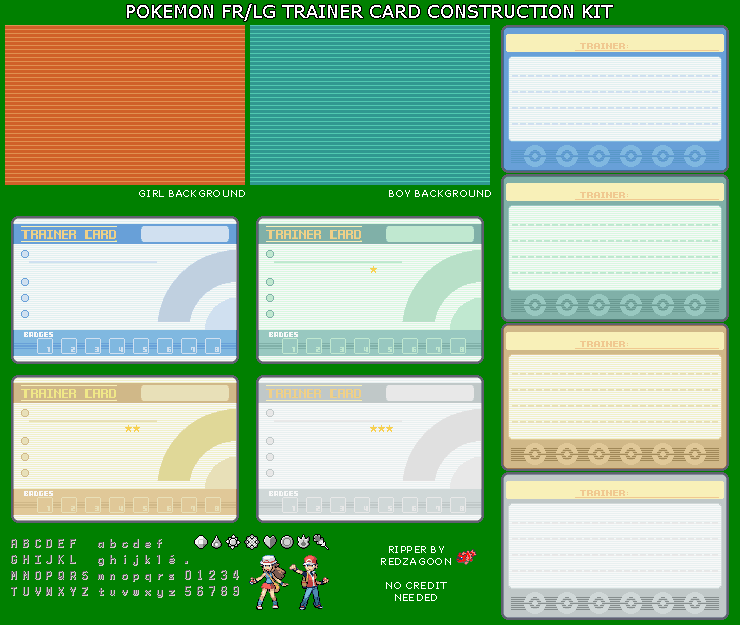 POKEMON FR/LG TRAINER CARD CONSTRUCTION KIT
TRAINER:
GIRL BACKGROUND
BOY BACKGROUND
TRAINER:
TRAINER CARD
TRAINER CARD
BADGES
BADGES
1 2 3 4 5 6 7 8
1 2 3 4 5 6 7 8
TRAINER:
TRAINER CARD
TRAINER CARD
TRAINER:
BADGES
BADGES
1 2 3 4 5 6 7 8
1 2 3 4 5 6 7 8
A B C D E F a b c d e f
G H I J K L g h i j k l é .
M N O P Q R S m n o p q r s 0 1 2 3 4
T U V W X Y Z t u v w x y z 5 6 7 8 9
RIPPER BY
REDZAGOON
NO CREDIT
NEEDED